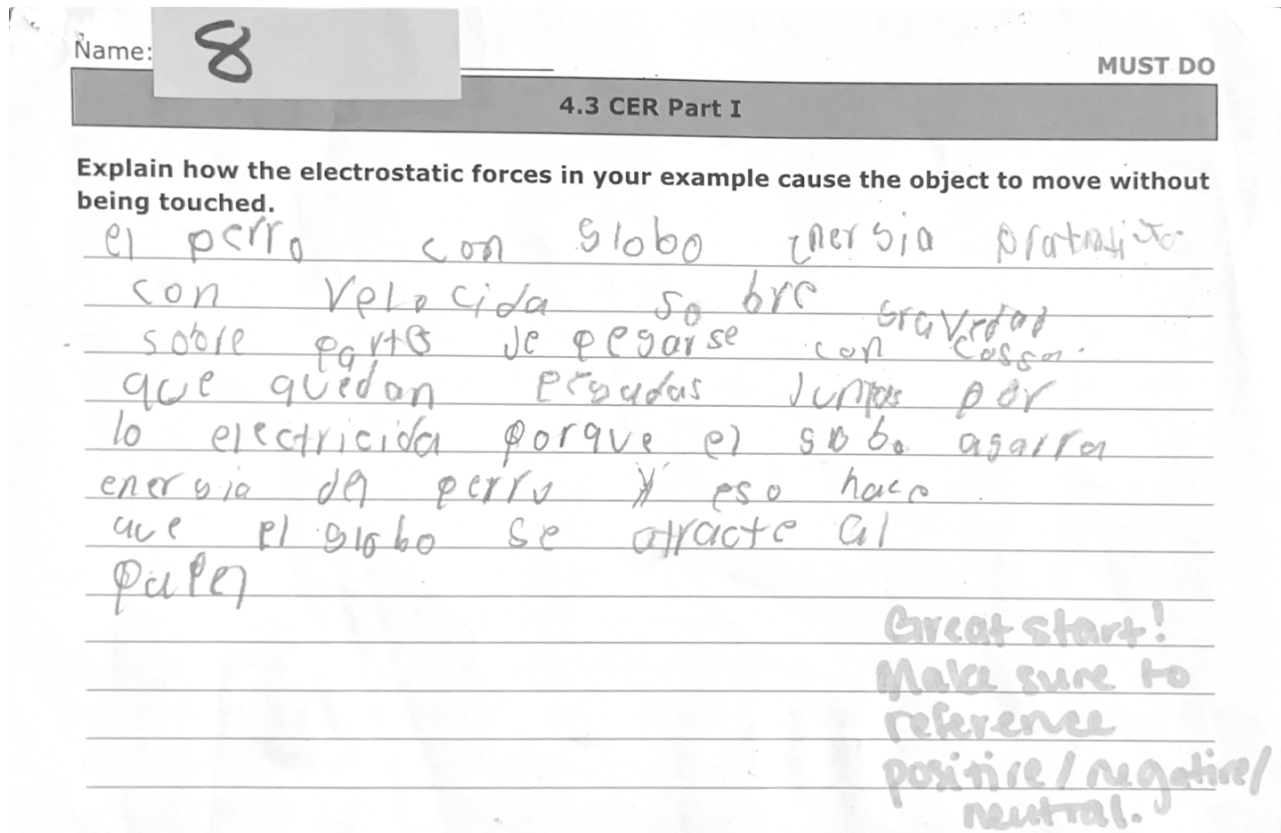 Name:
8
MUST DO
4.3 CER Part I
Explain how the electrostatic forces in your example cause the object to move without
being touched.
el perro con globo inersia
con Velocida sobre gravedad
sobre parte de pegarse con cossa.
que quedan pegadas juntas por
lo electricida porque el globo agarra
energia del perro y eso hace
que el globo se atracte al
papel
Great start!
Make sure to
reference
positive/negative/
neutral.